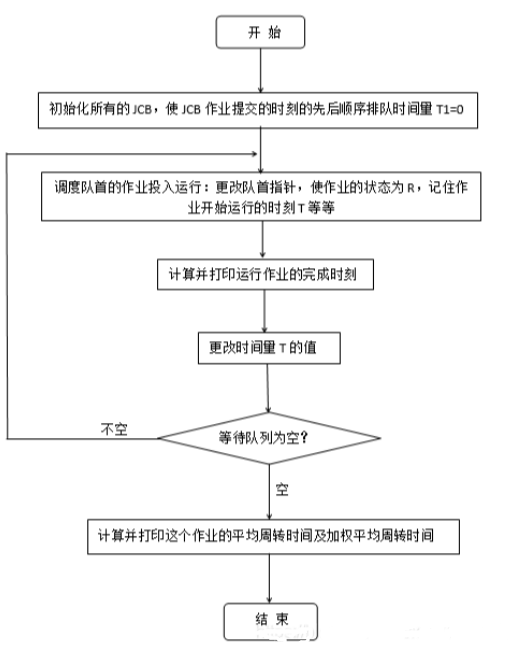 开 始
初始化所有的 JCB，使 JCB 作业提交的时刻的先后顺序排队时间量 T1=0
调度队首的作业投入运行：更改队首指针，使作业的状态为 R，记住作
业开始运行的时刻 T 等等
计算并打印运行作业的完成时刻
更改时间量 T 的值
等待队列为空？
不空
空
计算并打印这个作业的平均周转时间及加权平均周转时间
结 束